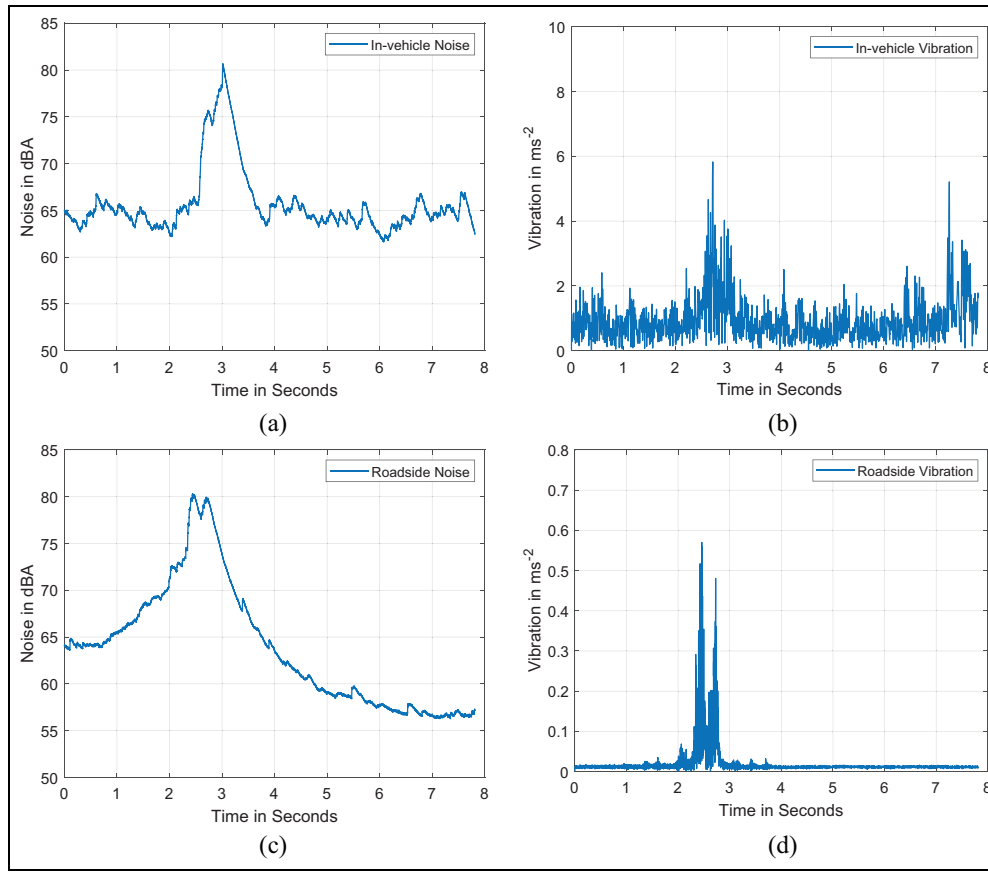 In-vehicle Noise
Noise in dBA
85
80
75
70
65
60
55
50
0 1 2 3 4 5 6 7 8
Time in Seconds
(a)
In-vehicle Vibration
Vibration in ms-2
10
8
6
4
2
0
0 1 2 3 4 5 6 7 8
Time in Seconds
(b)
Roadside Noise
Noise in dBA
85
80
75
70
65
60
55
50
0 1 2 3 4 5 6 7 8
Time in Seconds
(c)
Roadside Vibration
Vibration in ms-2
0.8
0.7
0.6
0.5
0.4
0.3
0.2
0.1
0
0 1 2 3 4 5 6 7 8
Time in Seconds
(d)